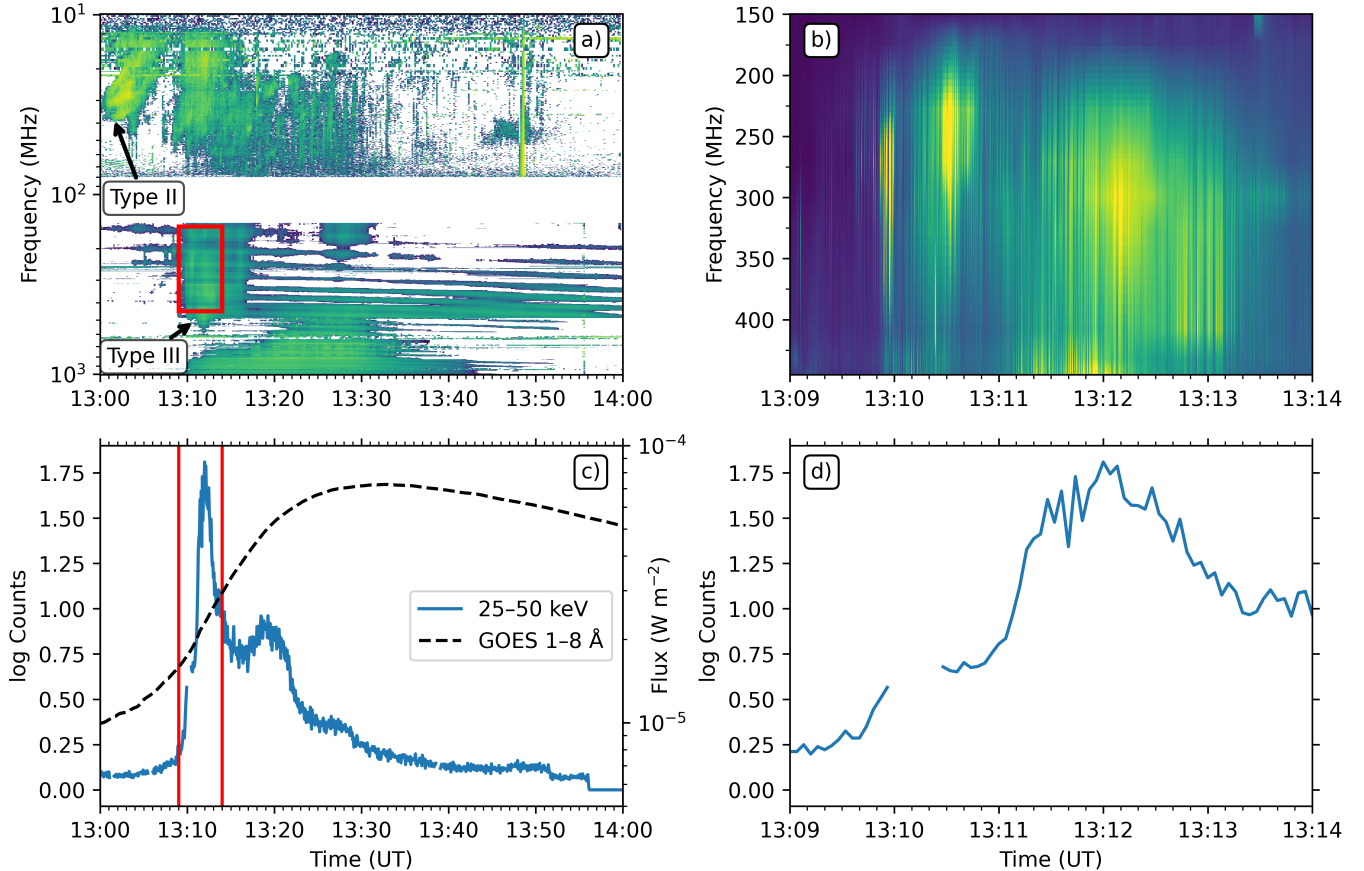 10¹
10²
10³
Frequency (MHz)
a)
Type II
Type III
13:00 13:10 13:20 13:30 13:40 13:50 14:00
150
200
250
300
350
400
Frequency (MHz)
b)
13:09 13:10 13:11 13:12 13:13 13:14
1.75
1.50
1.25
1.00
0.75
0.50
0.25
0.00
log Counts
c)
25–50 keV
GOES 1–8 Å
10⁻⁴
10⁻⁵
Flux (W m⁻²)
13:00 13:10 13:20 13:30 13:40 13:50 14:00
Time (UT)
1.75
1.50
1.25
1.00
0.75
0.50
0.25
0.00
log Counts
d)
13:09 13:10 13:11 13:12 13:13 13:14
Time (UT)